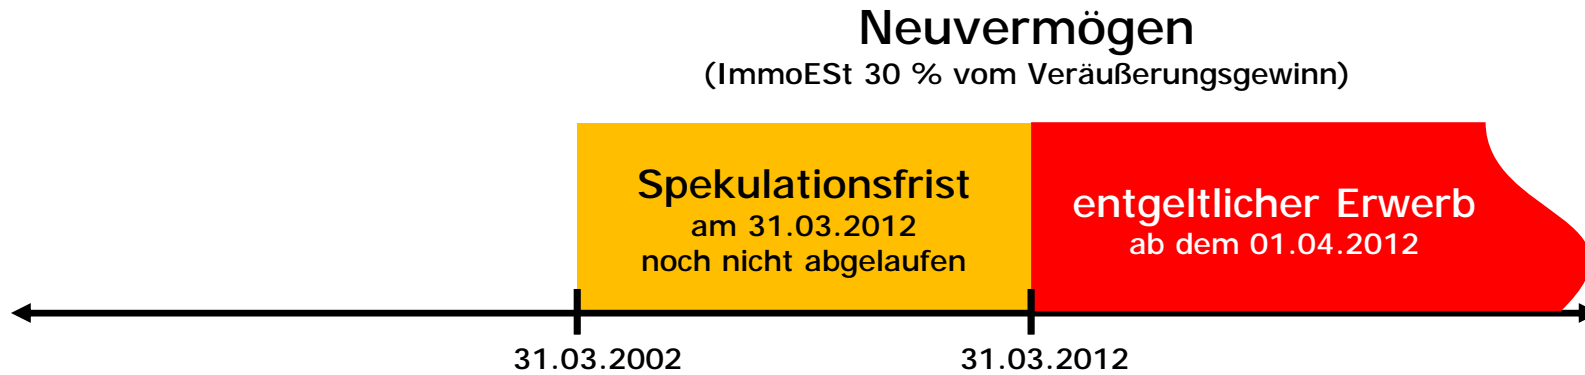 Neuvermögen
(ImmoESt 30 % vom Veräußerungsgewinn)
Spekulationsfrist
am 31.03.2012
noch nicht abgelaufen
entgeltlicher Erwerb
ab dem 01.04.2012
31.03.2002
31.03.2012